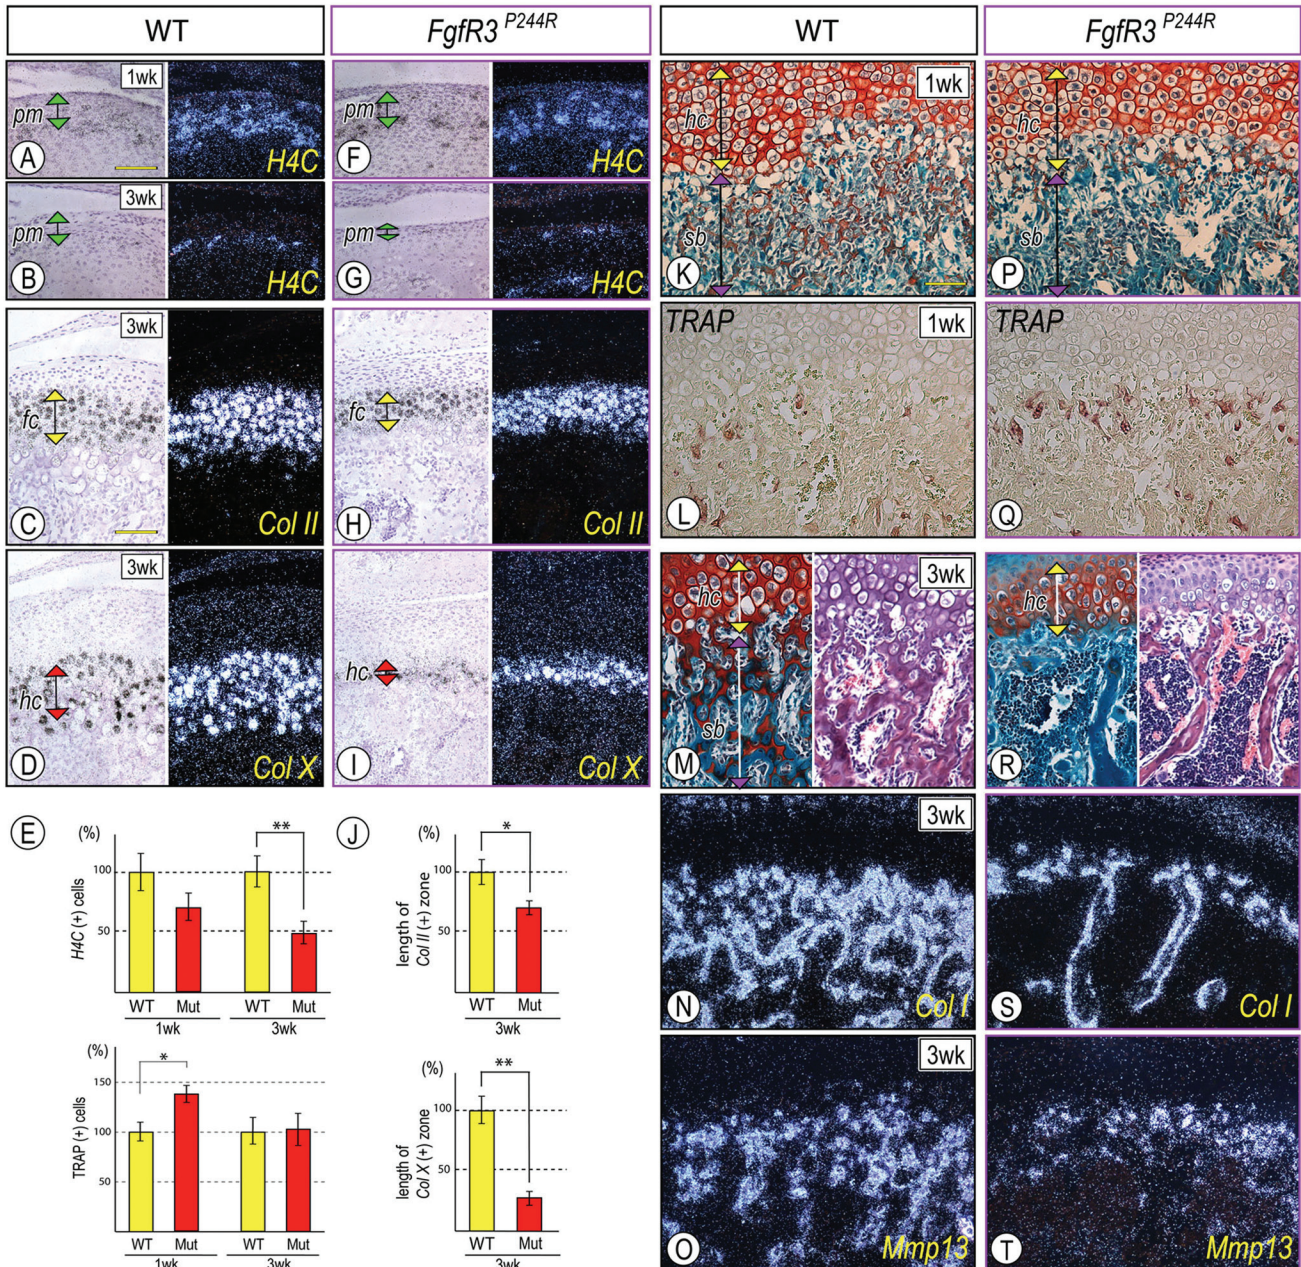 WT
FgfR3 P244R
WT
FgfR3 P244R
1wk
pm
A
H4C
pm
F
H4C
3wk
pm
B
H4C
pm
G
H4C
3wk
fc
C
Col II
fc
H
Col II
3wk
hc
D
Col X
hc
I
Col X
1wk
hc
sb
K
hc
sb
P
TRAP
1wk
L
TRAP
Q
3wk
hc
sb
M
hc
R
3wk
N
Col I
S
Col I
3wk
O
Mmp13
T
Mmp13
E
(%)
H4C (+) cells
100
50
**
WT Mut WT Mut
1wk 3wk
J
(%)
length of
Col II (+) zone
100
50
*
WT Mut
3wk
(%)
TRAP (+) cells
150
100
50
*
WT Mut WT Mut
1wk 3wk
(%)
length of
Col X (+) zone
100
50
**
WT Mut
3wk